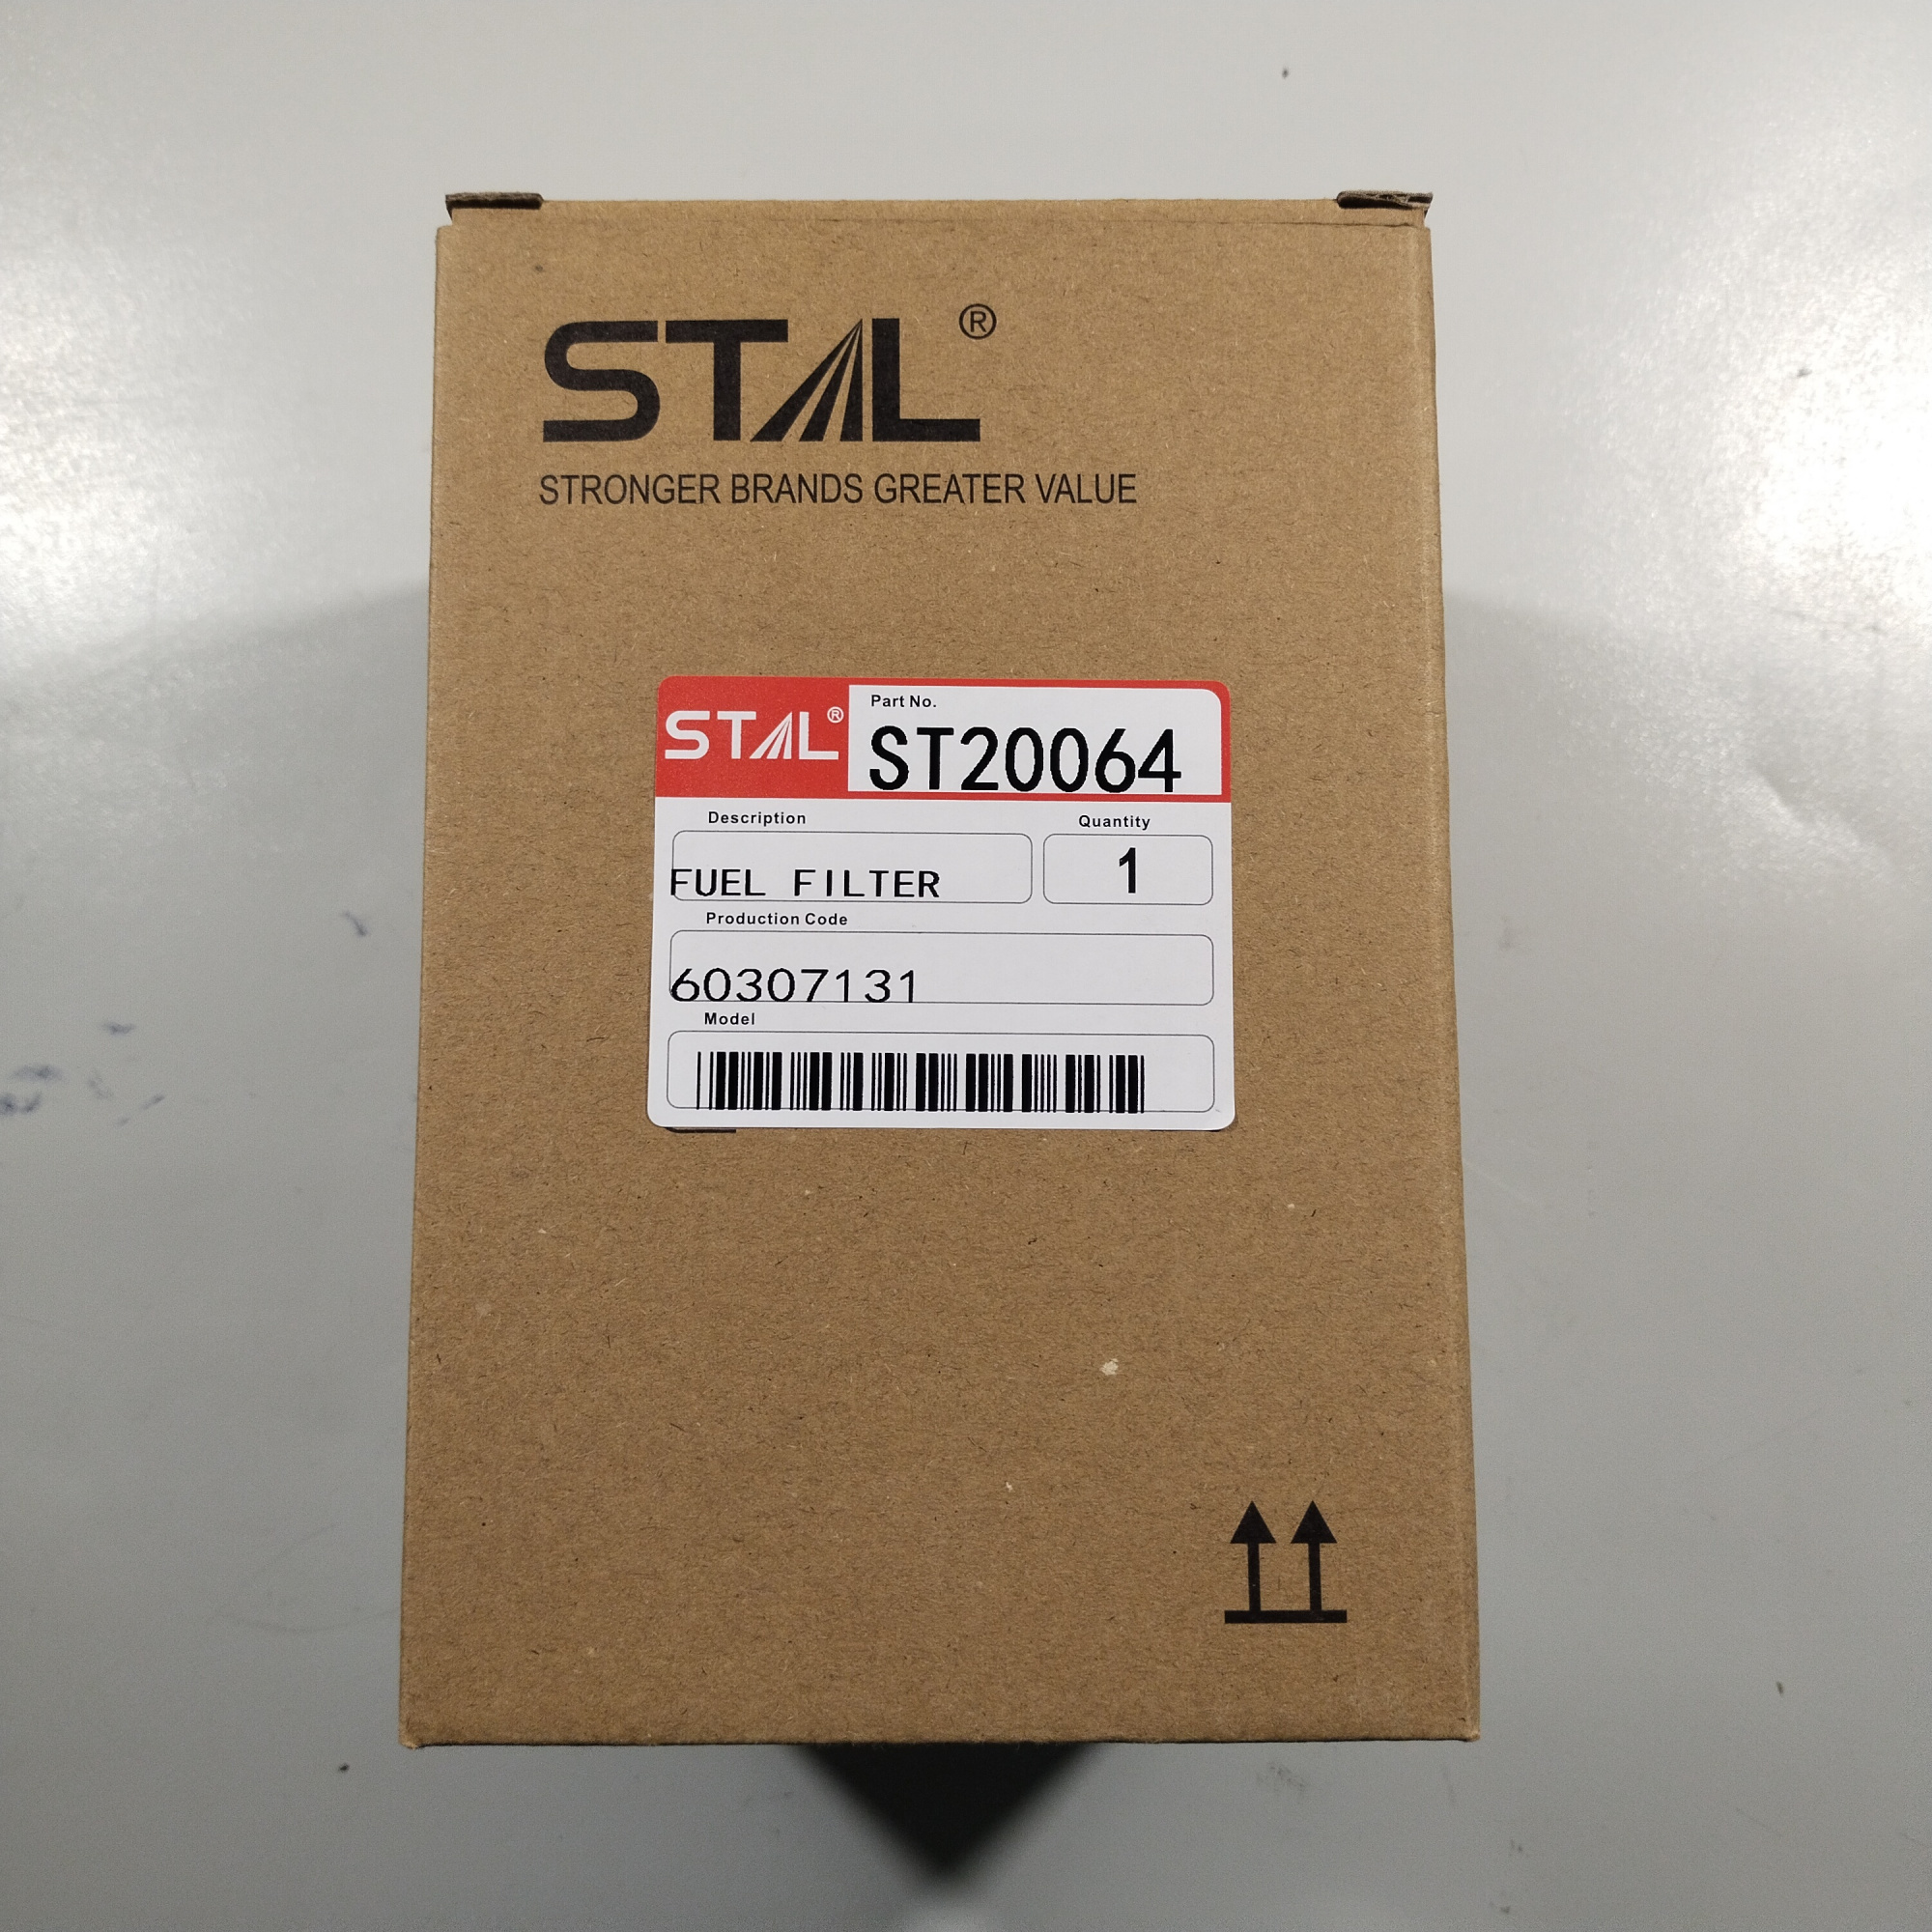 STAL®
STRONGER BRANDS GREATER VALUE
STAL®
Part No.
ST20064
Description
Quantity
FUEL FILTER
1
Production Code
60307131
Model